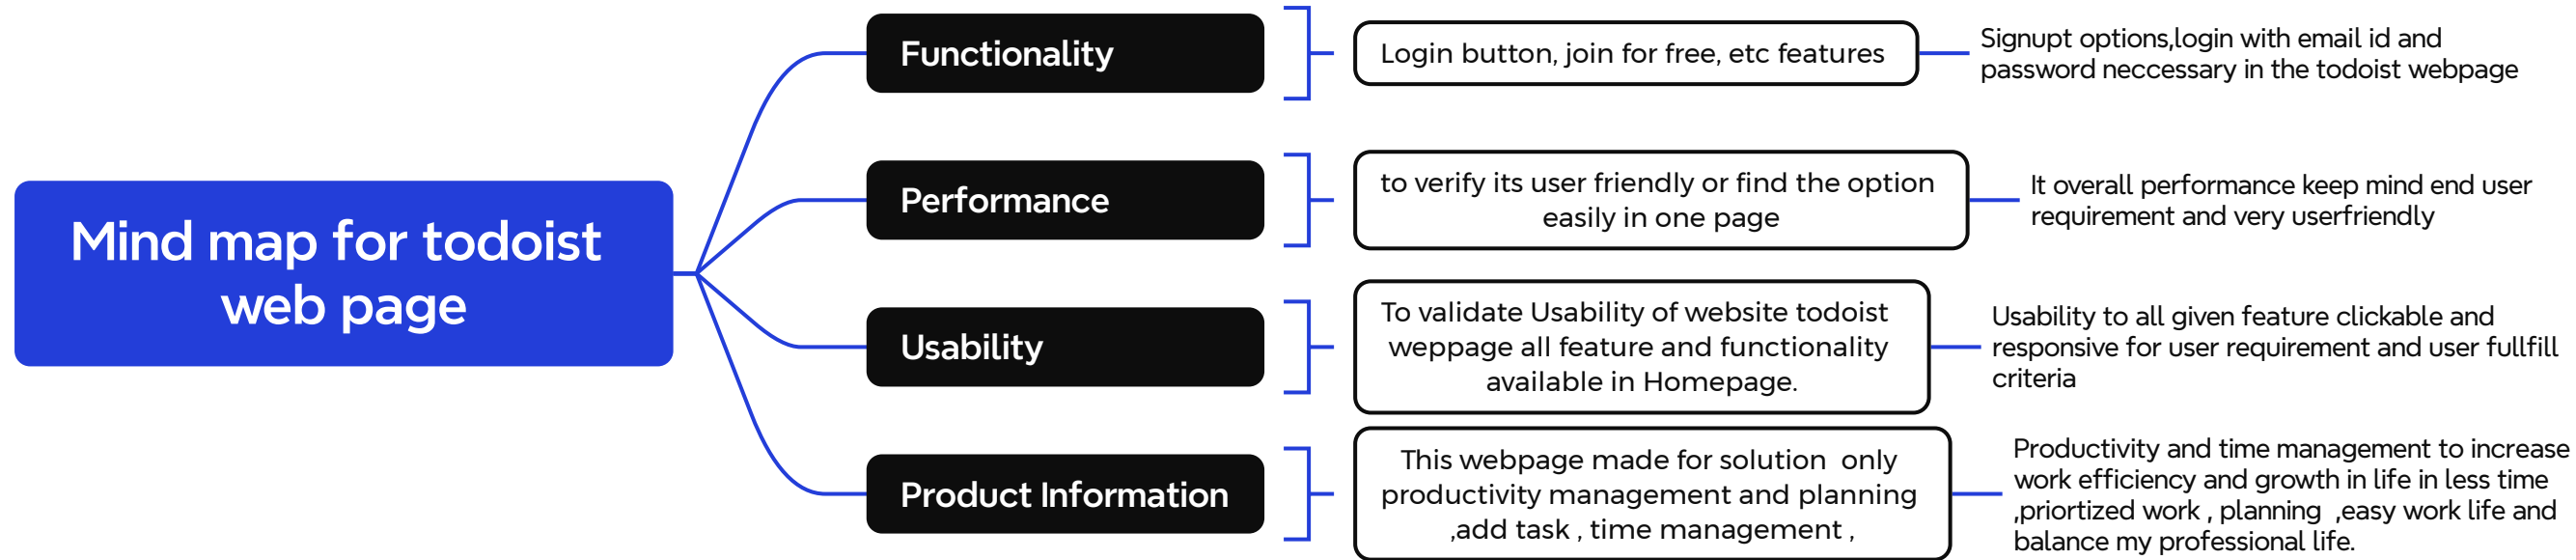 Mind map for todoist
web page
Functionality
Login button, join for free, etc features
Signupt options,login with email id and
password neccessary in the todoist webpage
Performance
to verify its user friendly or find the option
easily in one page
It overall performance keep mind end user
requirement and very userfriendly
Usability
To validate Usability of website todoist
weppage all feature and functionality
available in Homepage.
Usability to all given feature clickable and
responsive for user requirement and user fullfill
criteria
Product Information
This webpage made for solution  only
productivity management and planning
,add task , time management ,
Productivity and time management to increase
work efficiency and growth in life in less time
,priortized work , planning  ,easy work life and
balance my professional life.